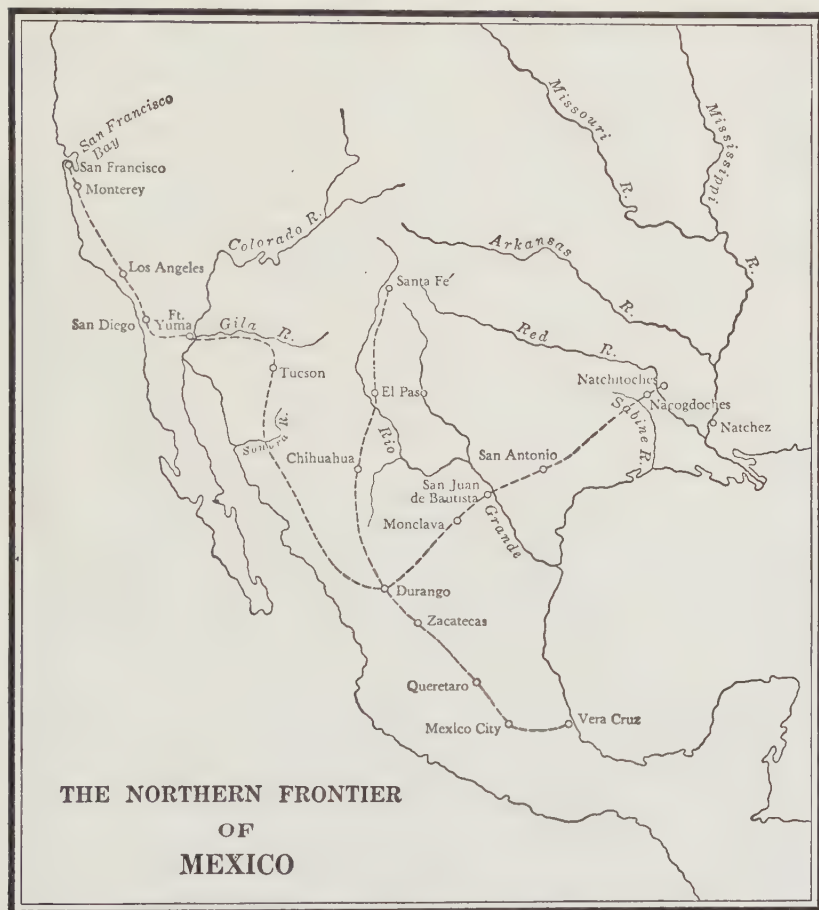 San Francisco
Bay
San Francisco
Monterey
Los Angeles
San Diego
Ft.
Yuma
Gila
R.
Colorado R.
Tucson
Sonora R.
Missouri
R.
Mississippi
R.
Arkansas
R.
Santa Fé
Red
R.
Natchitoches
Nacogdoches
Natchez
Sabine R.
El Paso
Rio
Grande
Chihuahua
San Antonio
San Juan
de Bautista
Monclava
Durango
Zacatecas
Queretaro
Mexico City
Vera Cruz
THE NORTHERN FRONTIER
OF
MEXICO